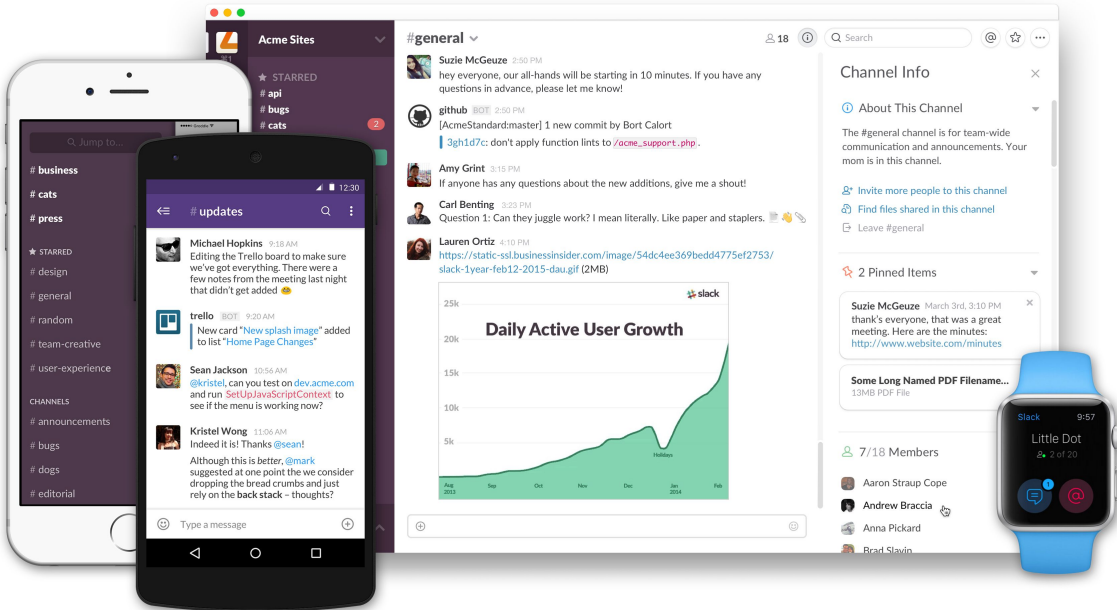 Acme Sites
⌘1
★ STARRED
# api
# bugs
# cats
2
#general
18
Search
@
Suzie McGeuze 2:50 PM
hey everyone, our all-hands will be starting in 10 minutes. If you have any
questions in advance, please let me know!
github BOT 2:50 PM
[AcmeStandard:master] 1 new commit by Bort Calort
3gh1d7c: don't apply function lints to /acme_support.php.
Amy Grint 3:15 PM
If anyone has any questions about the new additions, give me a shout!
Carl Benting 3:23 PM
Question 1: Can they juggle work? I mean literally. Like paper and staplers. 📄 👋 📎
Lauren Ortiz 4:10 PM
https://static-ssl.businessinsider.com/image/54dc4ee369bedd4775ef2753/
slack-1year-feb12-2015-dau.gif (2MB)
slack
Daily Active User Growth
25k
20k
15k
10k
5k
Holidays
Aug
2013
Sep
Oct
Nov
Dec
Jan
2014
Feb
Channel Info
About This Channel
The #general channel is for team-wide
communication and announcements. Your
mom is in this channel.
Invite more people to this channel
Find files shared in this channel
Leave #general
2 Pinned Items
Suzie McGeuze March 3rd, 3:10 PM
thank's everyone, that was a great
meeting. Here are the minutes:
http://www.website.com/minutes
Some Long Named PDF Filename...
13MB PDF File
7/18 Members
Aaron Straup Cope
Andrew Braccia
Anna Pickard
Brad Slavin
Q Jump to...
# business
# cats
# press
★ STARRED
# design
# general
# random
# team-creative
# user-experience
CHANNELS
# announcements
# bugs
# dogs
# editorial
12:30
# updates
Michael Hopkins 9:18 AM
Editing the Trello board to make sure
we've got everything. There were a
few notes from the meeting last night
that didn't get added
trello BOT 9:20 AM
New card "New splash image" added
to list "Home Page Changes"
Sean Jackson 10:56 AM
@kristel, can you test on dev.acme.com
and run SetUpJavaScriptContext to
see if the menu is working now?
Kristel Wong 11:06 AM
Indeed it is! Thanks @sean!
Although this is better, @mark
suggested at one point the we consider
dropping the bread crumbs and just
rely on the back stack – thoughts?
Type a message
Slack 9:57
Little Dot
2 of 20
1
@